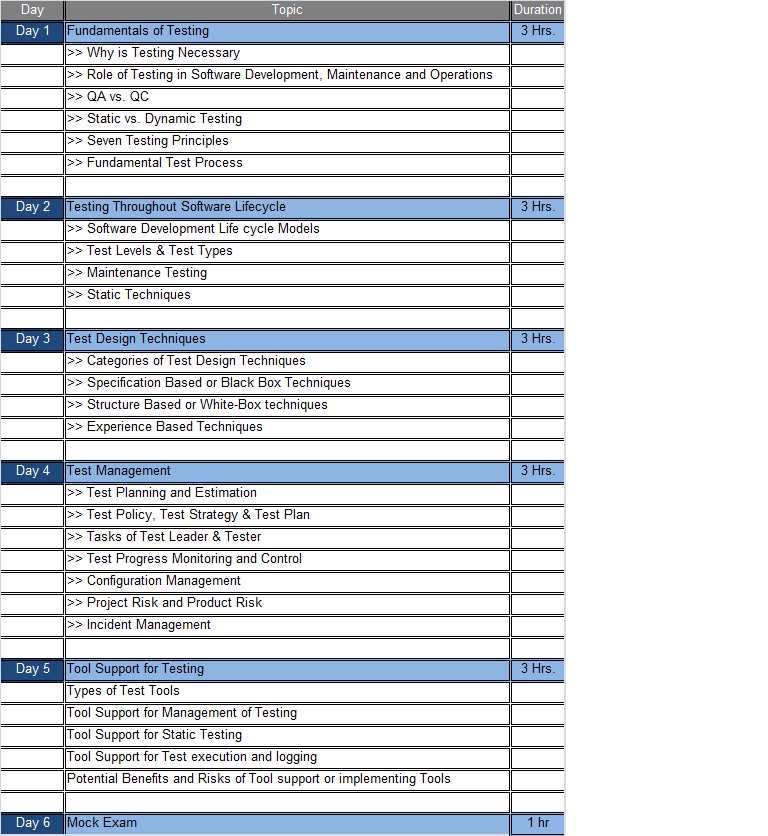 Day Topic Duration
Day 1 Fundamentals of Testing 3 Hrs.
>> Why is Testing Necessary
>> Role of Testing in Software Development, Maintenance and Operations
>> QA vs. QC
>> Static vs. Dynamic Testing
>> Seven Testing Principles
>> Fundamental Test Process
Day 2 Testing Throughout Software Lifecycle 3 Hrs.
>> Software Development Life cycle Models
>> Test Levels & Test Types
>> Maintenance Testing
>> Static Techniques
Day 3 Test Design Techniques 3 Hrs.
>> Categories of Test Design Techniques
>> Specification Based or Black Box Techniques
>> Structure Based or White-Box techniques
>> Experience Based Techniques
Day 4 Test Management 3 Hrs.
>> Test Planning and Estimation
>> Test Policy, Test Strategy & Test Plan
>> Tasks of Test Leader & Tester
>> Test Progress Monitoring and Control
>> Configuration Management
>> Project Risk and Product Risk
>> Incident Management
Day 5 Tool Support for Testing 3 Hrs.
Types of Test Tools
Tool Support for Management of Testing
Tool Support for Static Testing
Tool Support for Test execution and logging
Potential Benefits and Risks of Tool support or implementing Tools
Day 6 Mock Exam 1 hr